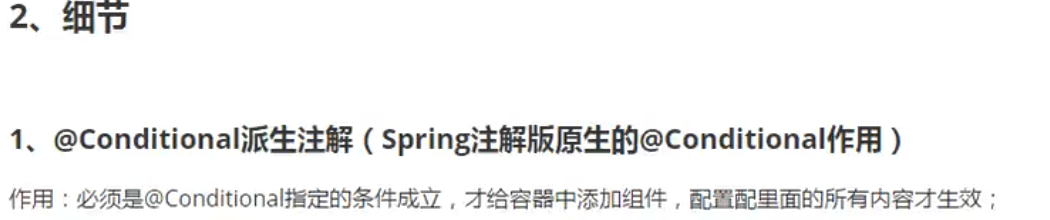 2、细节
1、@Conditional派生注解（Spring注解版原生的@Conditional作用）
作用：必须是@Conditional指定的条件成立，才给容器中添加组件，配置配里面的所有内容才生效；